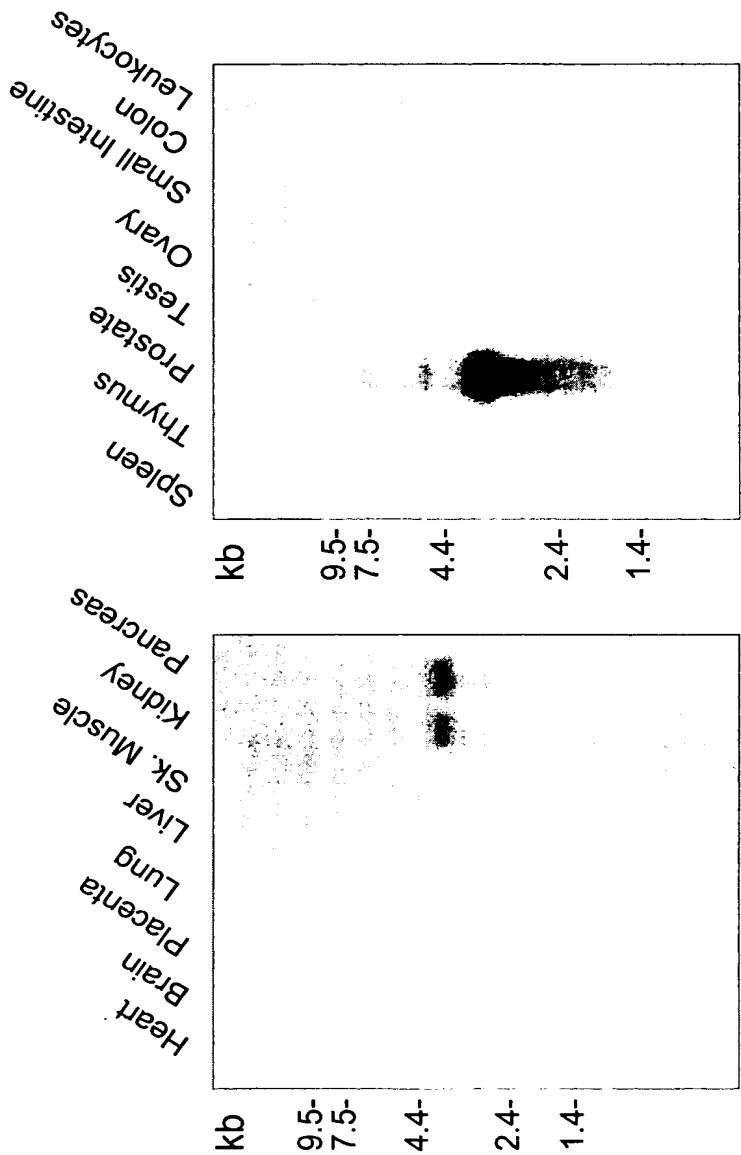 Heart
Brain
Placenta
Lung
Liver
Sk. Muscle
Kidney
Pancreas
kb
9.5-
7.5-
4.4-
2.4-
1.4-
Spleen
Thymus
Prostate
Testis
Ovary
Small Intestine
Colon
Leukocytes
kb
9.5-
7.5-
4.4-
2.4-
1.4-